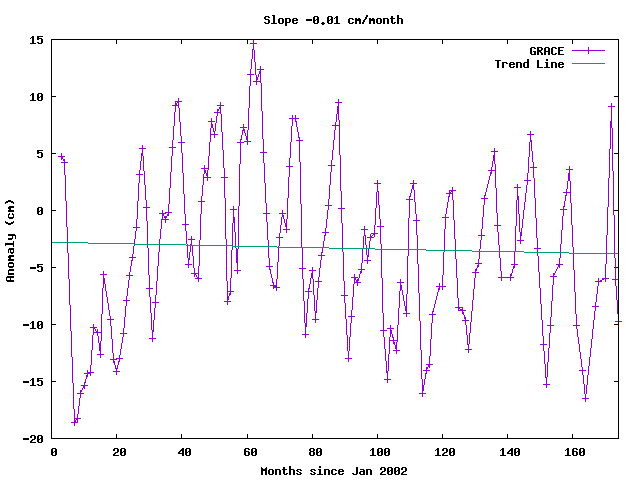 Slope -0.01 cm/month
GRACE
Trend Line
15
10
5
0
-5
-10
-15
-20
Anomaly (cm)
0 20 40 60 80 100 120 140 160
Months since Jan 2002